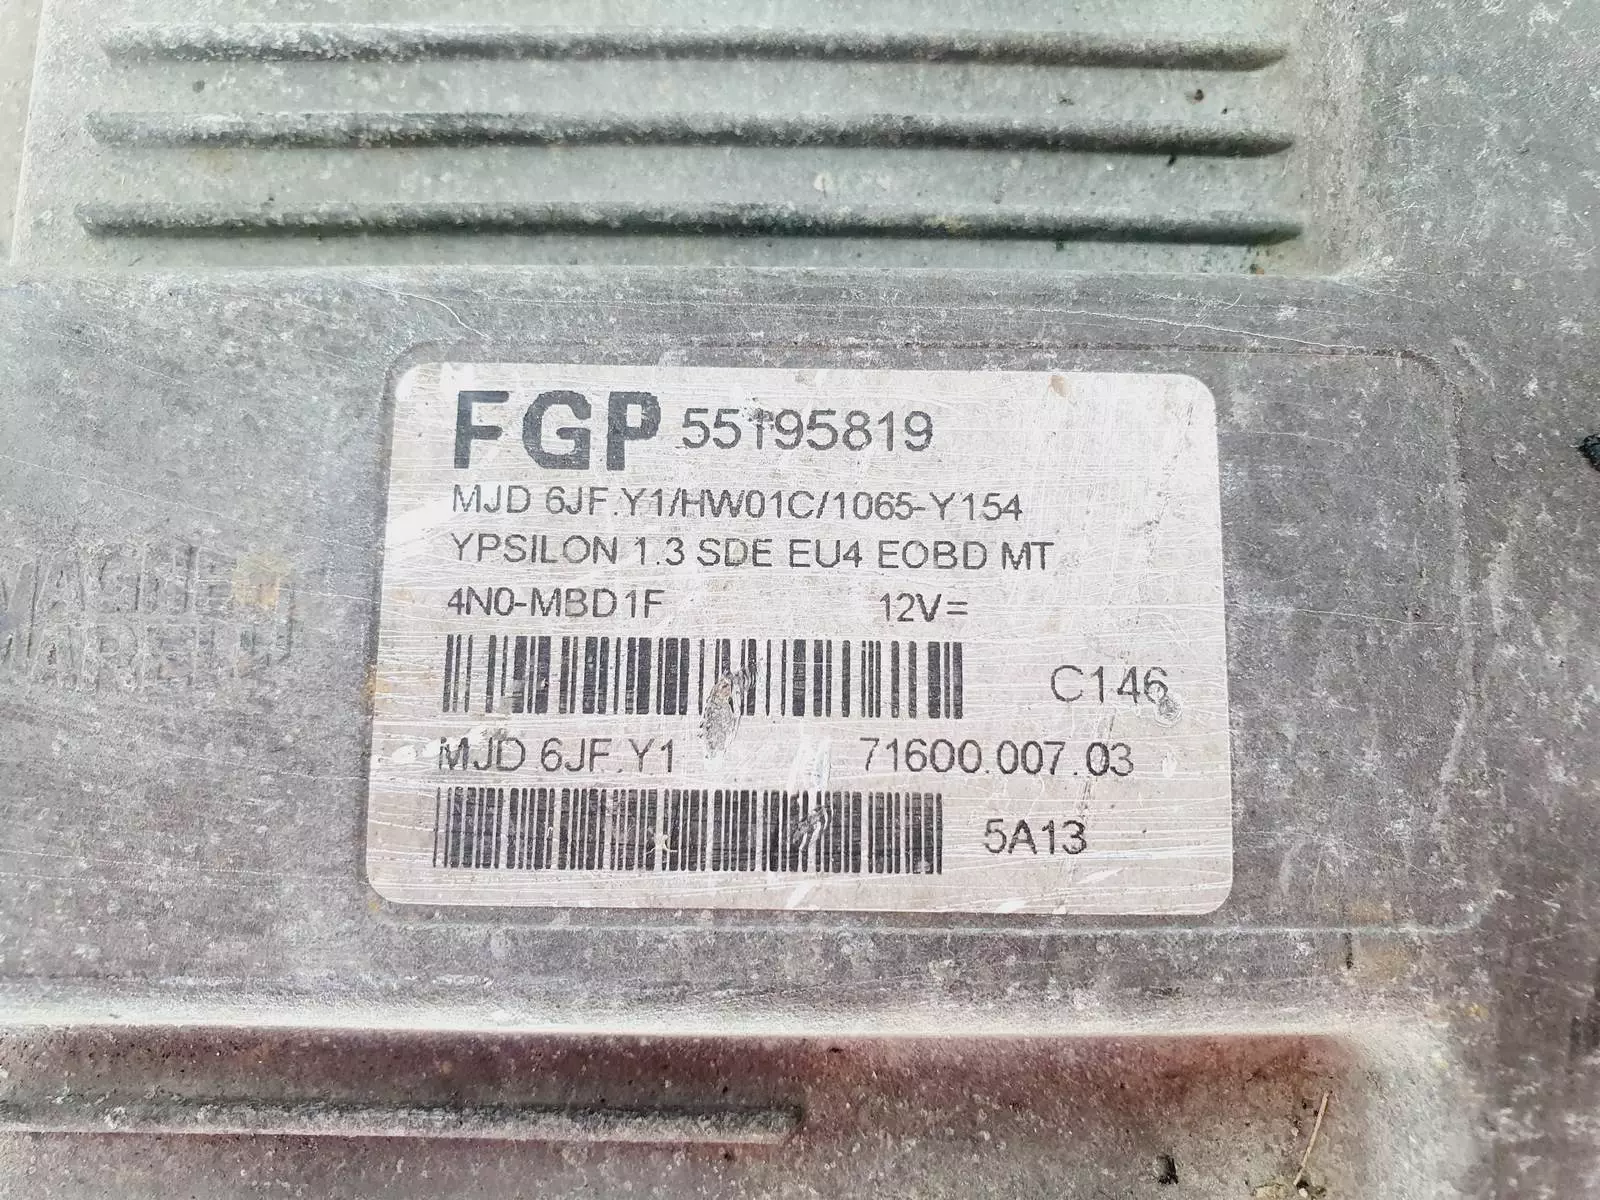 FGP 55195819
MJD 6JF.Y1/HW01C/1065-Y154
YPSILON 1.3 SDE EU4 EOBD MT
4N0-MBD1F 12V=
C146
MJD 6JF.Y1 71600.007.03
5A13